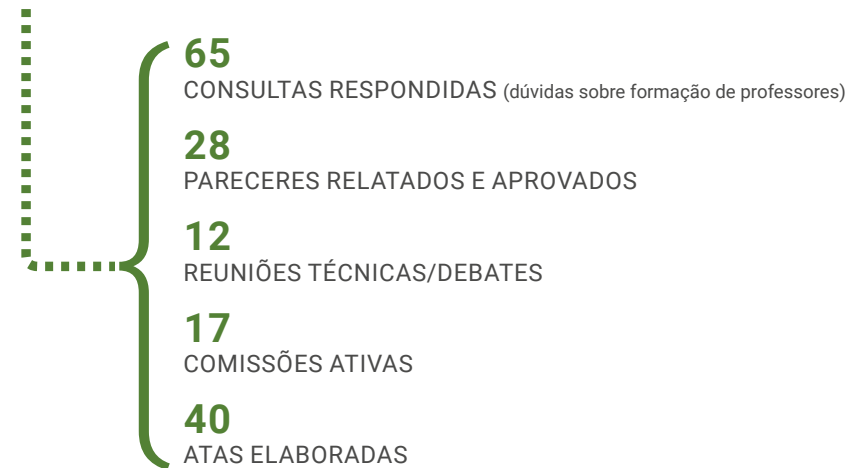 65
CONSULTAS RESPONDIDAS (dúvidas sobre formação de professores)
28
PARECERES RELATADOS E APROVADOS
12
REUNIÕES TÉCNICAS/DEBATES
17
COMISSÕES ATIVAS
40
ATAS ELABORADAS